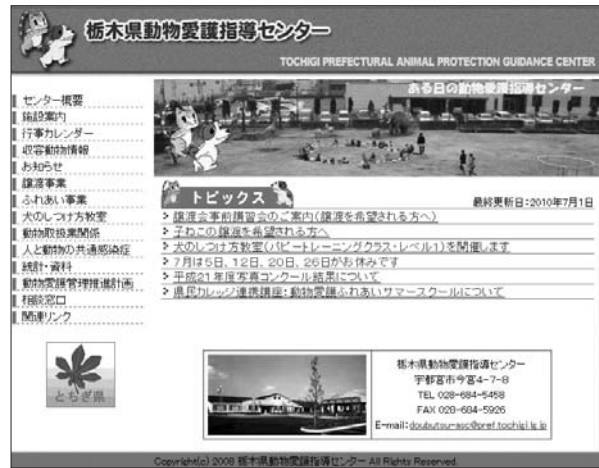 栃木県動物愛護指導センター
TOCHIGI PREFECTURAL ANIMAL PROTECTION GUIDANCE CENTER
ある日の動物愛護指導センター
センター概要
施設案内
行事カレンダー
収容動物情報
お知らせ
譲渡事業
ふれあい事業
犬のしつけ方教室
動物取扱業関係
人と動物の共通感染症
統計・資料
動物愛護管理推進計画
相談窓口
関連リンク
とちぎ県
トピックス
最終更新日:2010年7月1日
> 譲渡会事前講習会のご案内(譲渡を希望される方へ)
> 子ねこの譲渡を希望される方へ
> 犬のしつけ方教室(パピートレーニングクラス・レベル1)を開催します
> 7月は5日、12日、20日、26日がお休みです
> 平成21年度写真コンクール結果について
> 県民カレッジ連携講座:動物愛護ふれあいサマースクールについて
栃木県動物愛護指導センター
宇都宮市今宮4-7-8
TEL 028-684-5458
FAX 028-684-5926
E-mail:doubutsu-asc@pref.tochigi.lg.jp
Copyright(c) 2008 栃木県動物愛護指導センター All Rights Reserved.